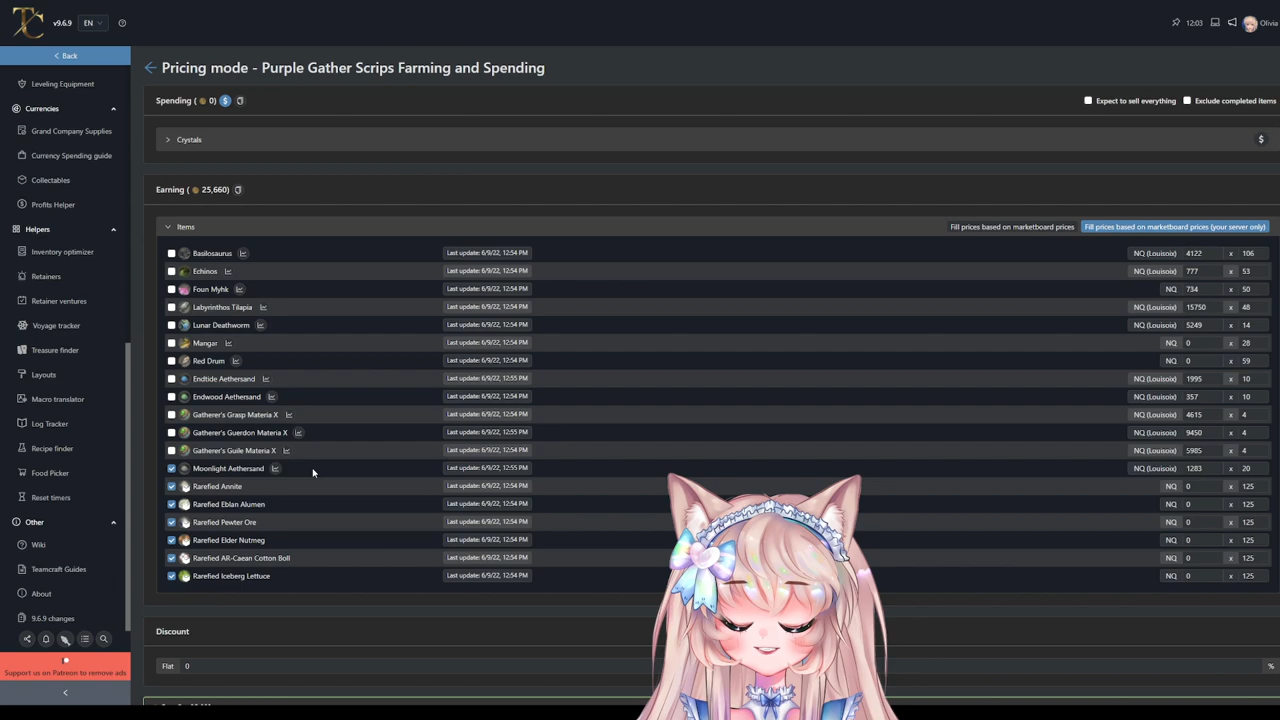 TC v9.6.9 EN 12:03 Olivia
Back
Pricing mode - Purple Gather Scrips Farming and Spending
Leveling Equipment
Currencies
Grand Company Supplies
Currency Spending guide
Collectables
Profits Helper
Helpers
Inventory optimizer
Retainers
Retainer ventures
Voyage tracker
Treasure finder
Layouts
Macro translator
Log Tracker
Recipe finder
Food Picker
Reset timers
Other
Wiki
Teamcraft Guides
About
9.6.9 changes
Support us on Patreon to remove ads
Spending ( 0) $ Expect to sell everything Exclude completed items
Crystals $
Earning ( 25,660)
Items Fill prices based on marketboard prices Fill prices based on marketboard prices (your server only)
Basilosaurus Last update: 6/9/22, 12:54 PM NQ (Louisoix) 4122 x 106
Echinos Last update: 6/9/22, 12:54 PM NQ (Louisoix) 777 x 53
Foun Myhk Last update: 6/9/22, 12:54 PM NQ 734 x 50
Labyrinthos Tilapia Last update: 6/9/22, 12:54 PM NQ (Louisoix) 15750 x 48
Lunar Deathworm Last update: 6/9/22, 12:54 PM NQ (Louisoix) 5249 x 14
Mangar Last update: 6/9/22, 12:54 PM NQ 0 x 28
Red Drum Last update: 6/9/22, 12:54 PM NQ 0 x 59
Endtide Aethersand Last update: 6/9/22, 12:55 PM NQ (Louisoix) 1995 x 10
Endwood Aethersand Last update: 6/9/22, 12:54 PM NQ (Louisoix) 357 x 10
Gatherer's Grasp Materia X Last update: 6/9/22, 12:54 PM NQ (Louisoix) 4615 x 4
Gatherer's Guerdon Materia X Last update: 6/9/22, 12:55 PM NQ (Louisoix) 9450 x 4
Gatherer's Guile Materia X Last update: 6/9/22, 12:54 PM NQ (Louisoix) 5985 x 4
Moonlight Aethersand Last update: 6/9/22, 12:55 PM NQ (Louisoix) 1283 x 20
Rarefied Annite Last update: 6/9/22, 12:54 PM NQ 0 x 125
Rarefied Eblan Alumen Last update: 6/9/22, 12:54 PM NQ 0 x 125
Rarefied Pewter Ore Last update: 6/9/22, 12:54 PM NQ 0 x 125
Rarefied Elder Nutmeg Last update: 6/9/22, 12:54 PM NQ 0 x 125
Rarefied AR-Caean Cotton Boll Last update: 6/9/22, 12:54 PM NQ 0 x 125
Rarefied Iceberg Lettuce Last update: 6/9/22, 12:54 PM NQ 0 x 125
Discount
Flat 0 %